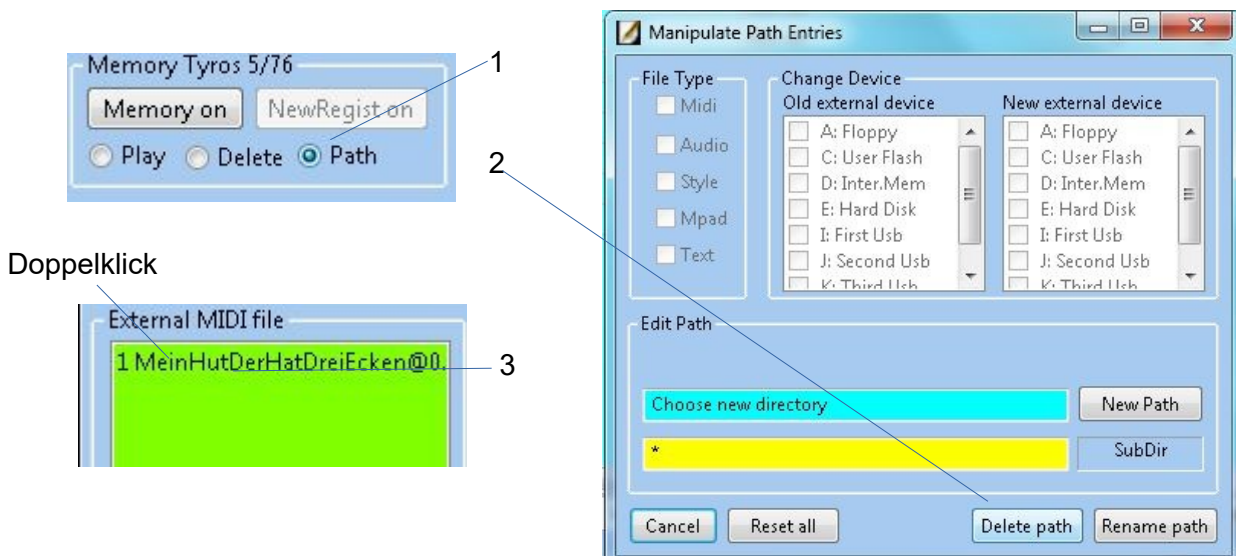 Memory Tyros 5/76
Memory on NewRegist on
Play Delete Path
1
2
Doppelklick
External MIDI file
1 MeinHutDerHatDreiEcken@0.
3
Manipulate Path Entries
File Type
Midi
Audio
Style
Mpad
Text
Change Device
Old external device
A: Floppy
C: User Flash
D: Inter.Mem
E: Hard Disk
I: First Usb
J: Second Usb
K: Third Usb
New external device
A: Floppy
C: User Flash
D: Inter.Mem
E: Hard Disk
I: First Usb
J: Second Usb
K: Third Usb
Edit Path
Choose new directory New Path
* SubDir
Cancel Reset all Delete path Rename path